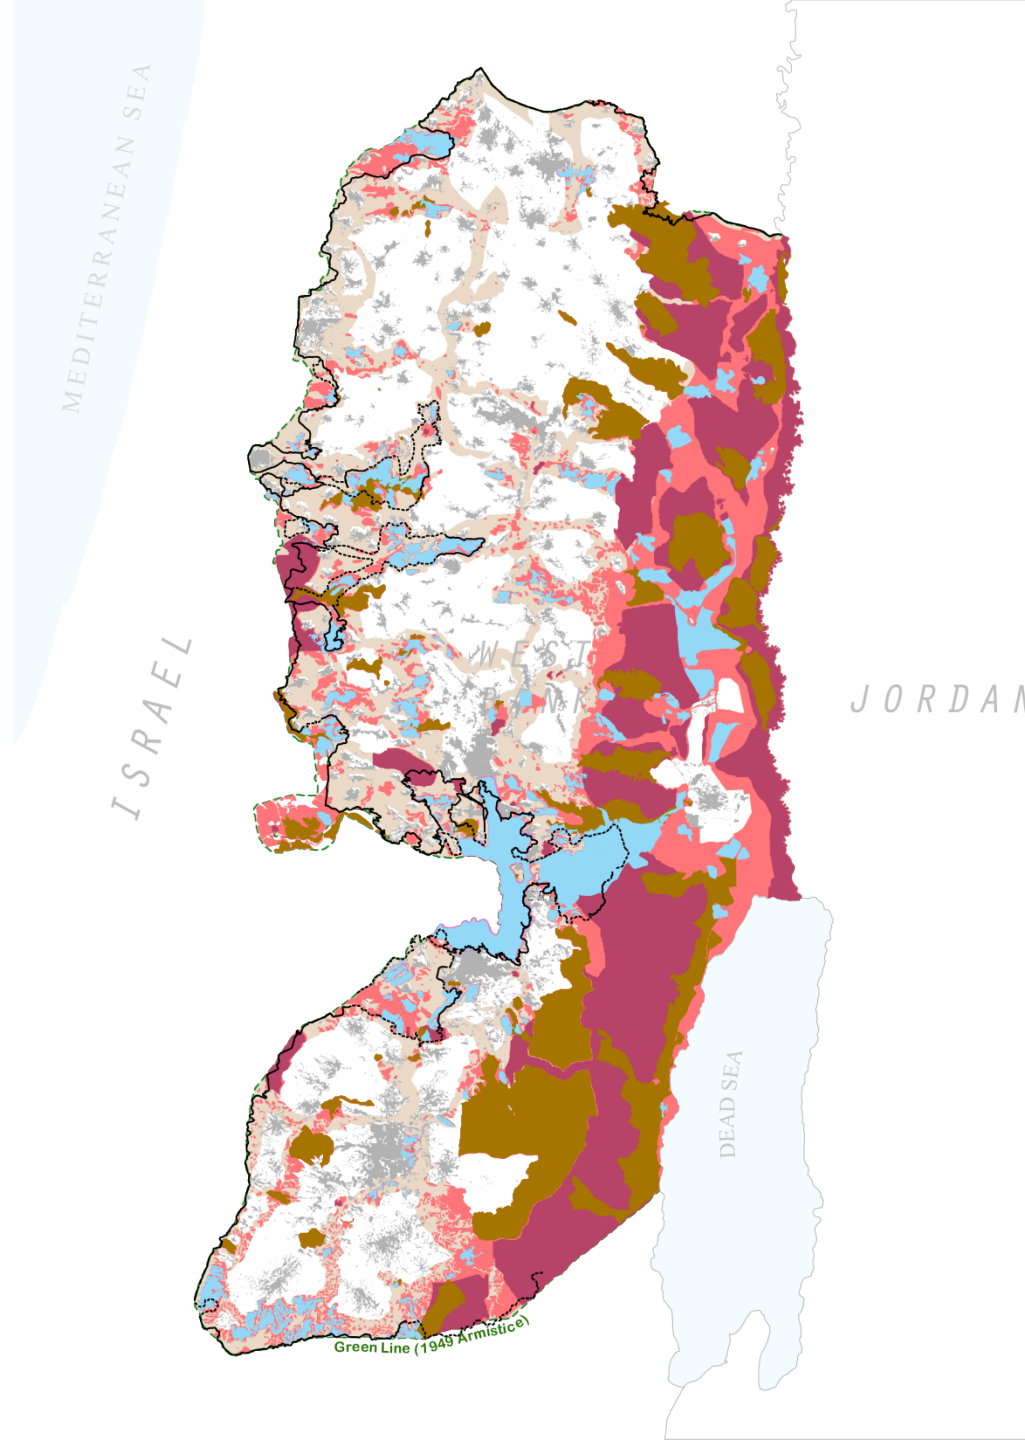 MEDITERRANEAN SEA
ISRAEL
WEST
BANK
JORDAN
DEAD SEA
Green Line (1949 Armistice)